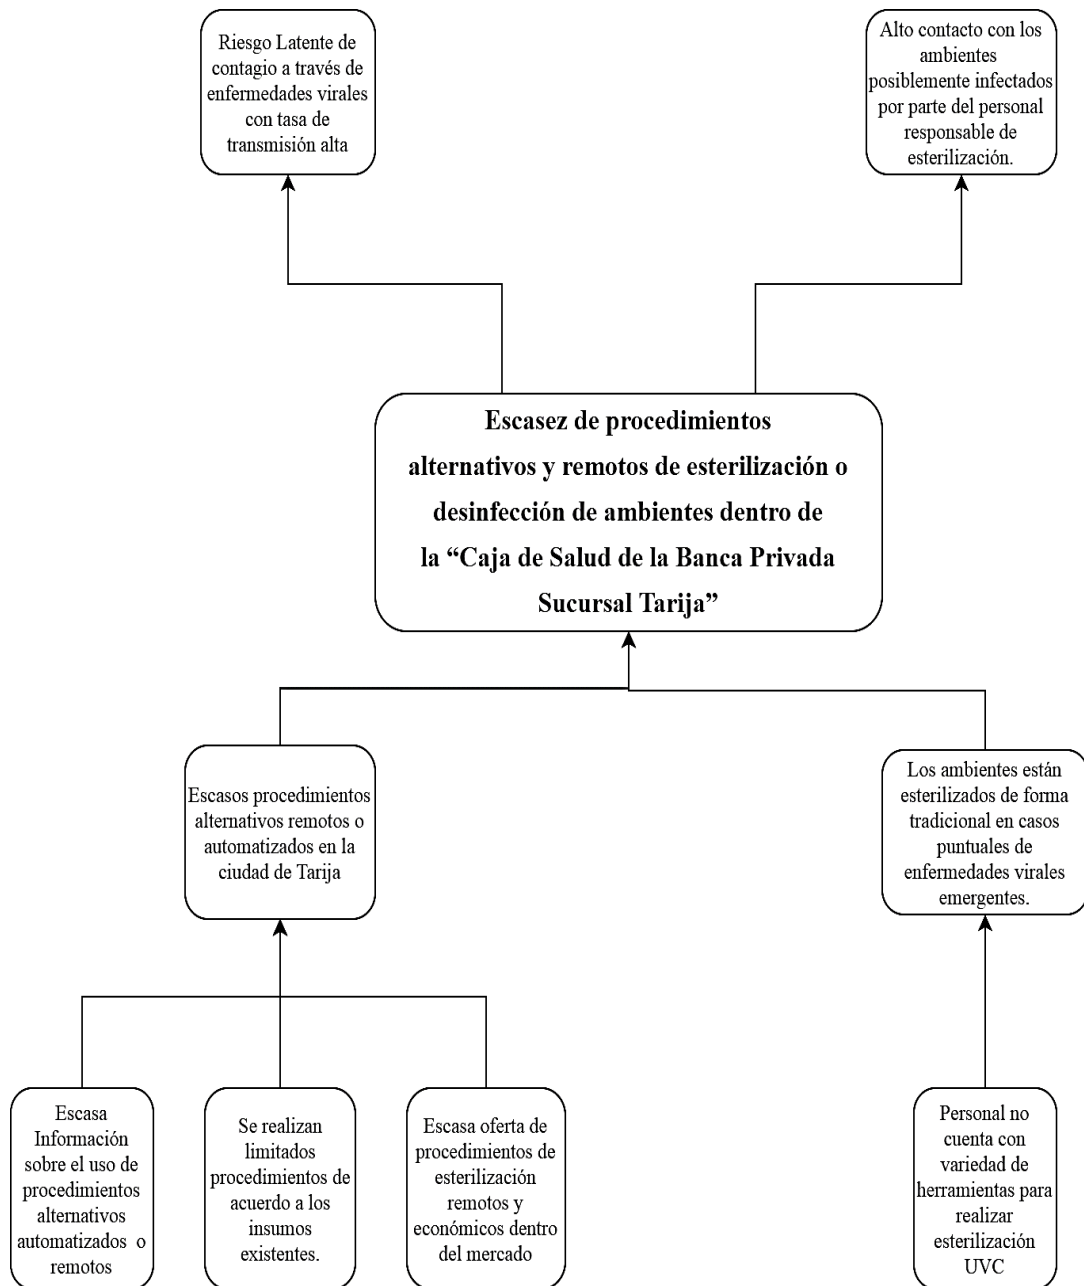 Riesgo Latente de
contagio a través de
enfermedades virales
con tasa de
transmisión alta
Alto contacto con los
ambientes
posiblemente infectados
por parte del personal
responsable de
esterilización.
Escasez de procedimientos
alternativos y remotos de esterilización o
desinfección de ambientes dentro de
la “Caja de Salud de la Banca Privada
Sucursal Tarija”
Escasos procedimientos
alternativos remotos o
automatizados en la
ciudad de Tarija
Los ambientes están
esterilizados de forma
tradicional en casos
puntuales de
enfermedades virales
emergentes.
Escasa
Información
sobre el uso de
procedimientos
alternativos
automatizados o
remotos
Se realizan
limitados
procedimientos de
acuerdo a los
insumos
existentes.
Escasa oferta de
procedimientos de
esterilización
remotos y
económicos dentro
del mercado
Personal no
cuenta con
variedad de
herramientas para
realizar
esterilización
UVC